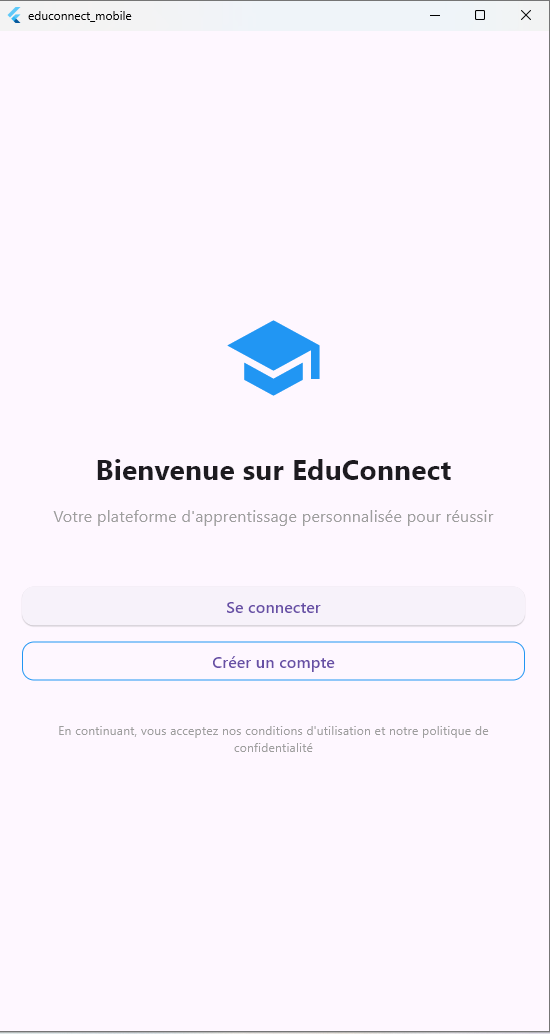 educonnect_mobile
Bienvenue sur EduConnect
Votre plateforme d'apprentissage personnalisée pour réussir
Se connecter
Créer un compte
En continuant, vous acceptez nos conditions d'utilisation et notre politique de
confidentialité